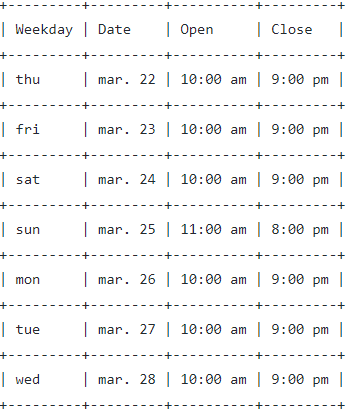 +---------+---------+----------+---------+
| Weekday | Date    | Open     | Close   |
+---------+---------+----------+---------+
| thu     | mar. 22 | 10:00 am | 9:00 pm |
+---------+---------+----------+---------+
| fri     | mar. 23 | 10:00 am | 9:00 pm |
+---------+---------+----------+---------+
| sat     | mar. 24 | 10:00 am | 9:00 pm |
+---------+---------+----------+---------+
| sun     | mar. 25 | 11:00 am | 8:00 pm |
+---------+---------+----------+---------+
| mon     | mar. 26 | 10:00 am | 9:00 pm |
+---------+---------+----------+---------+
| tue     | mar. 27 | 10:00 am | 9:00 pm |
+---------+---------+----------+---------+
| wed     | mar. 28 | 10:00 am | 9:00 pm |
+---------+---------+----------+---------+